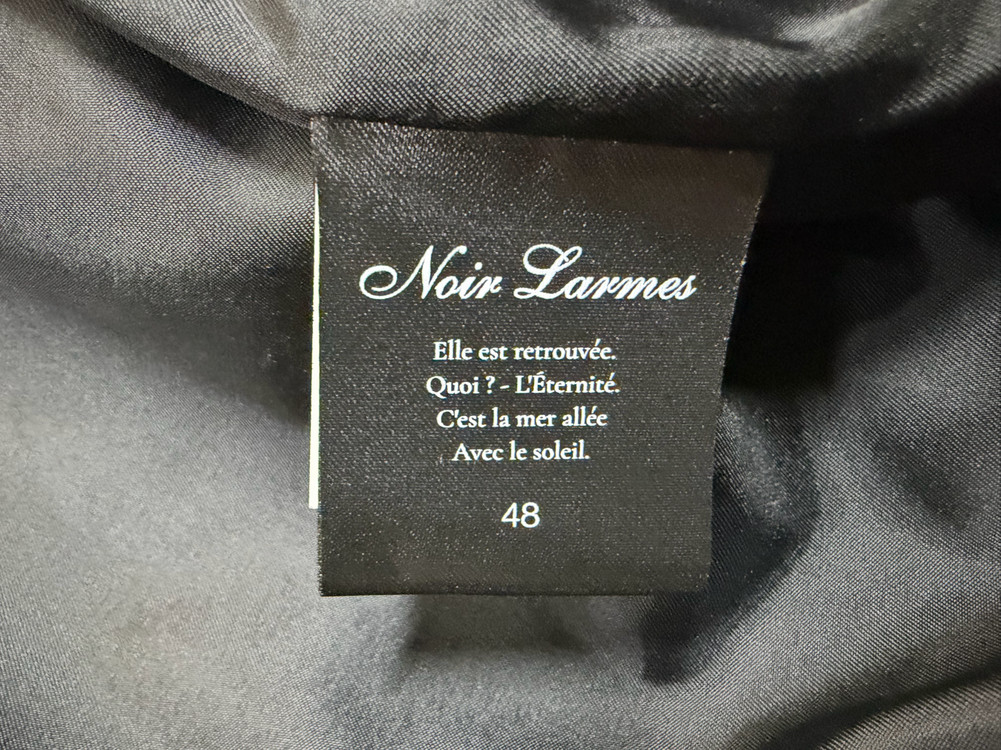 Noir Larmes
Elle est retrouvée.
Quoi ? - L'Éternité.
C'est la mer allée
Avec le soleil.
48